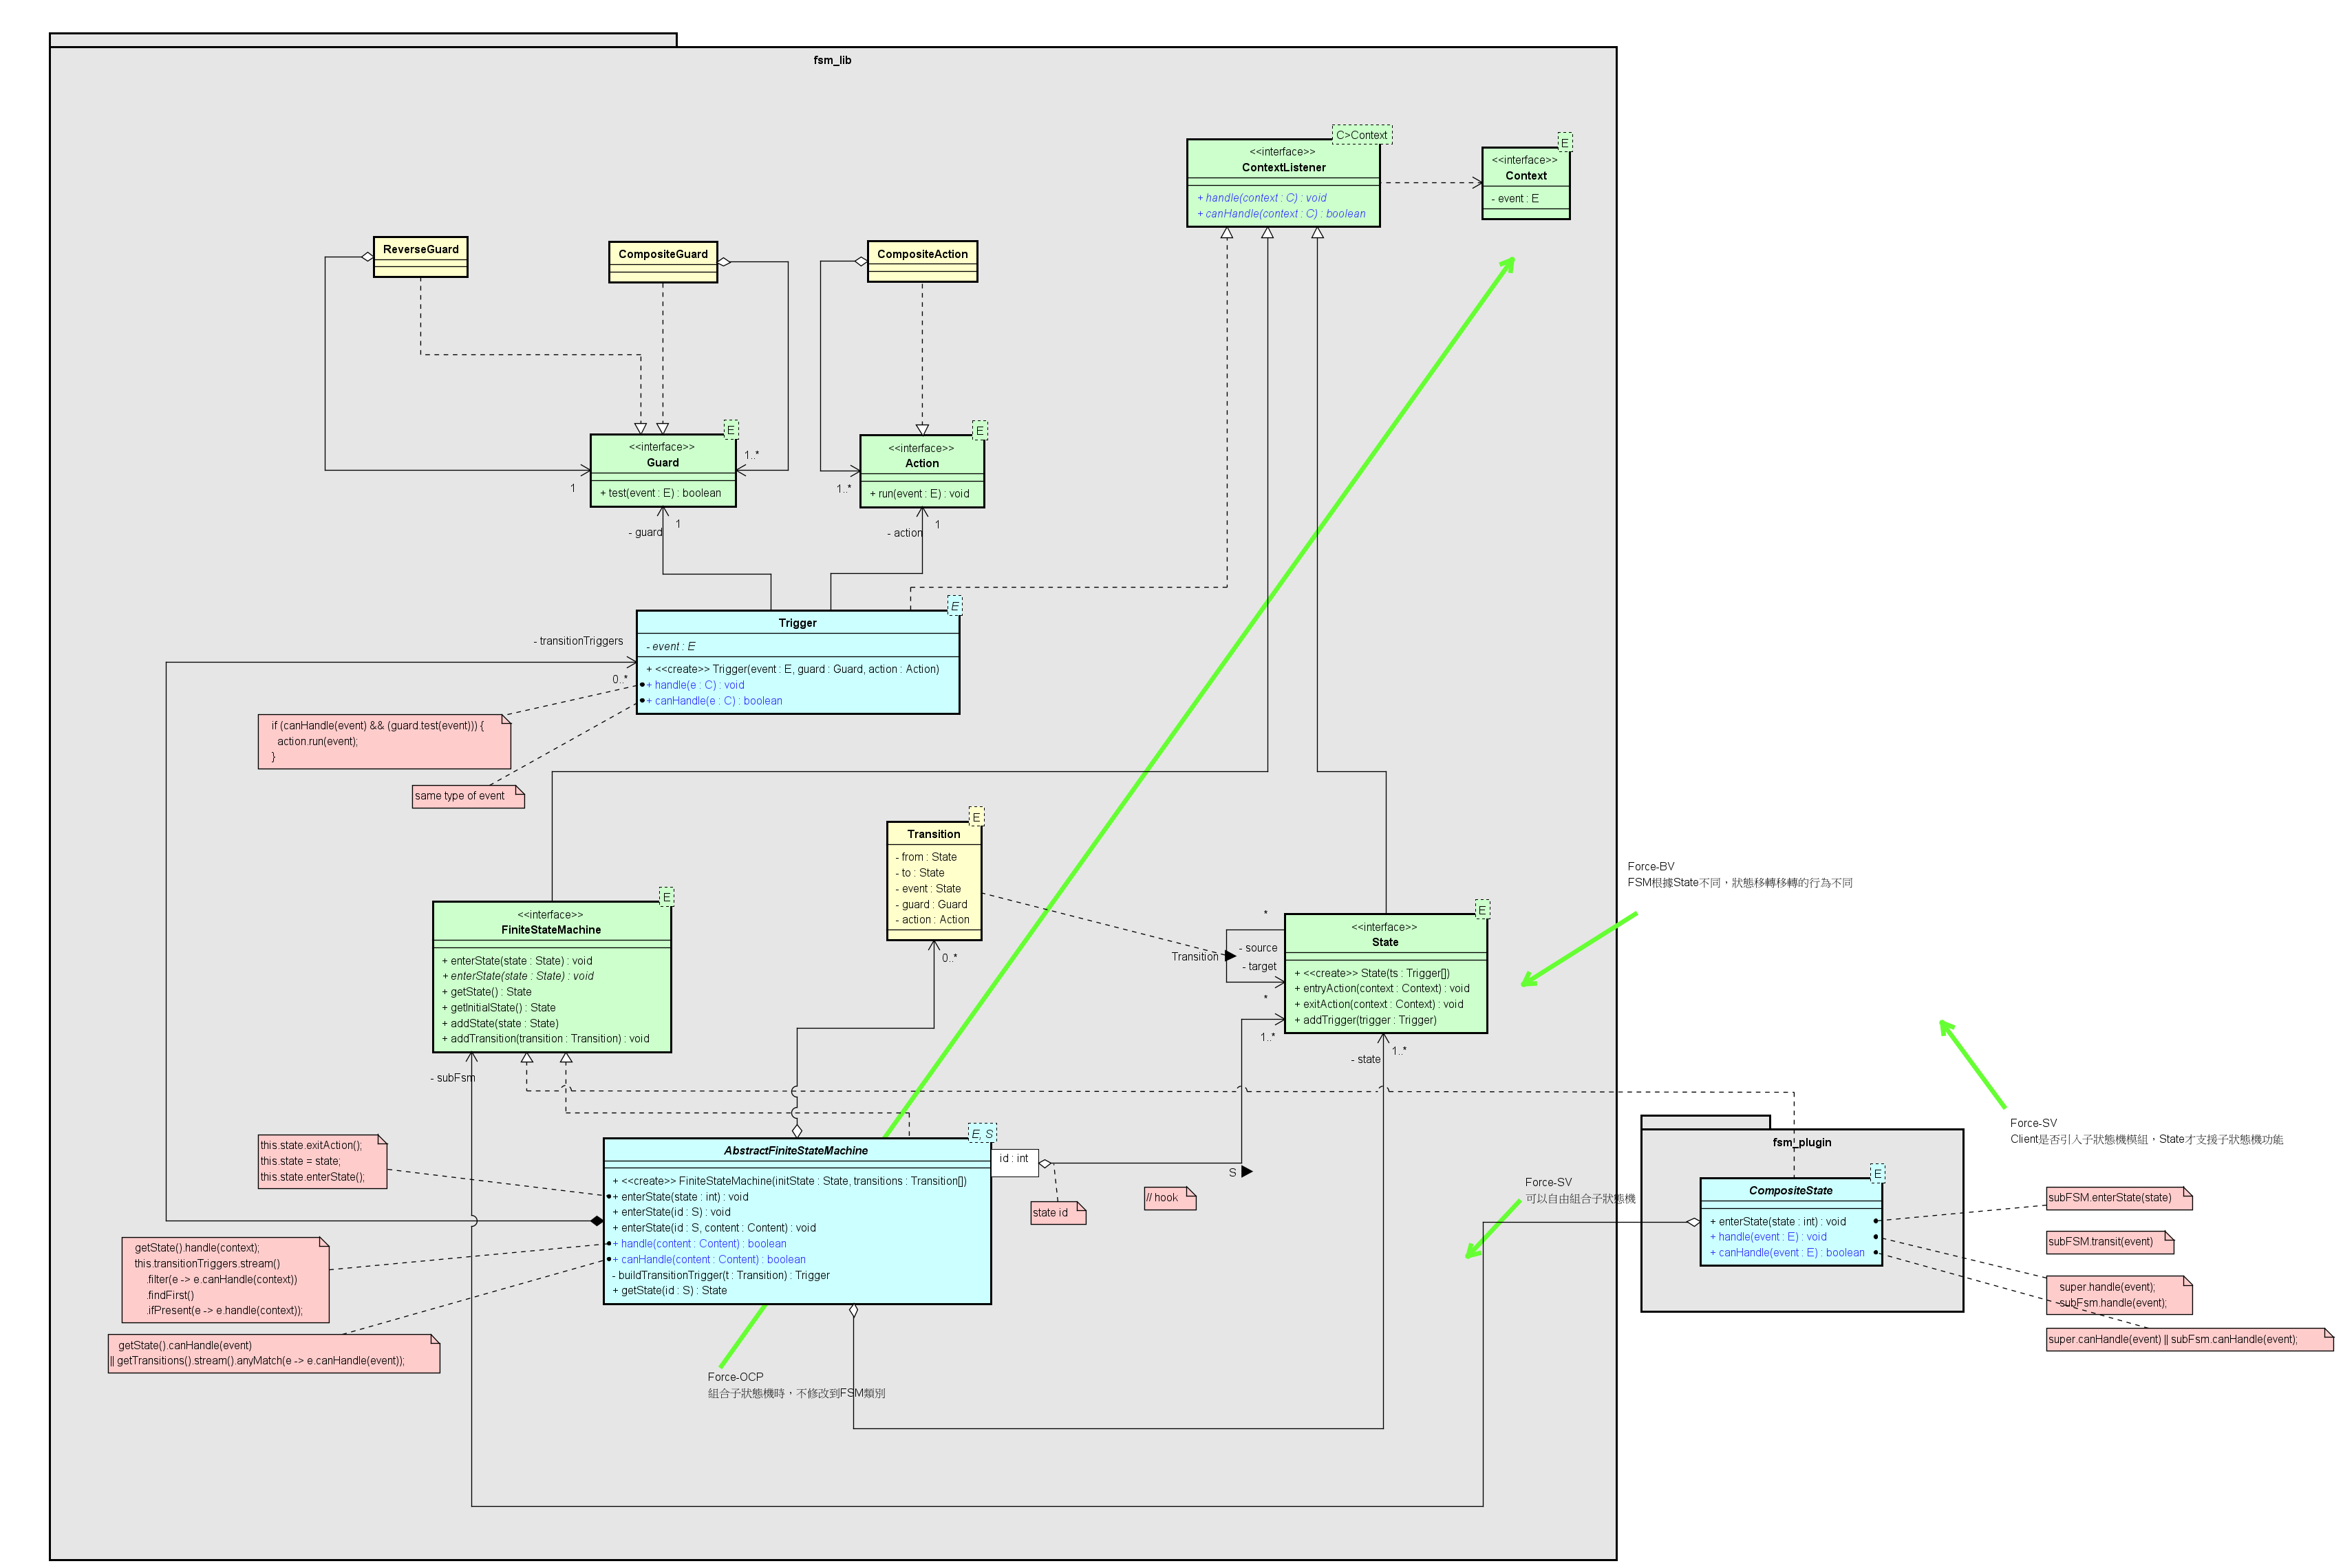 fsm_lib
C>Context
<<interface>>
ContextListener
+ handle(context : C) : void
+ canHandle(context : C) : boolean
E
<<interface>>
Context
- event : E
ReverseGuard
CompositeGuard
CompositeAction
E
<<interface>>
Guard
+ test(event : E) : boolean
1
1..*
E
<<interface>>
Action
+ run(event : E) : void
1..*
- guard
1
- action
1
E
Trigger
- event : E
+ <<create>> Trigger(event : E, guard : Guard, action : Action)
+ handle(e : C) : void
+ canHandle(e : C) : boolean
- transitionTriggers
0..*
if (canHandle(event) && (guard.test(event))) {
action.run(event);
}
same type of event
E
Transition
- from : State
- to : State
- event : State
- guard : Guard
- action : Action
0..*
E
<<interface>>
FiniteStateMachine
+ enterState(state : State) : void
+ enterState(state : State) : void
+ getState() : State
+ getInitialState() : State
+ addState(state : State)
+ addTransition(transition : Transition) : void
- subFsm
E
<<interface>>
State
+ <<create>> State(ts : Trigger[])
+ entryAction(context : Context) : void
+ exitAction(context : Context) : void
+ addTrigger(trigger : Trigger)
*
- source
Transition
- target
*
1..*
1..*
- state
Force-BV
FSM根據State不同，狀態移轉移轉的行為不同
Force-SV
Client是否引入子狀態機模組，State才支援子狀態機功能
E, S
AbstractFiniteStateMachine
+ <<create>> FiniteStateMachine(initState : State, transitions : Transition[])
+ enterState(state : int) : void
+ enterState(id : S) : void
+ enterState(id : S, content : Content) : void
+ handle(content : Content) : boolean
+ canHandle(content : Content) : boolean
- buildTransitionTrigger(t : Transition) : Trigger
+ getState(id : S) : State
id : int
S
state id
// hook
this.state.exitAction();
this.state = state;
this.state.enterState();
getState().handle(context);
this.transitionTriggers.stream()
.filter(e -> e.canHandle(context))
.findFirst()
.ifPresent(e -> e.handle(context));
getState().canHandle(event)
|| getTransitions().stream().anyMatch(e -> e.canHandle(event));
Force-OCP
組合子狀態機時，不修改到FSM類別
Force-SV
可以自由組合子狀態機
fsm_plugin
E
CompositeState
+ enterState(state : int) : void
+ handle(event : E) : void
+ canHandle(event : E) : boolean
subFSM.enterState(state)
subFSM.transit(event)
super.handle(event);
subFsm.handle(event);
super.canHandle(event) || subFsm.canHandle(event);